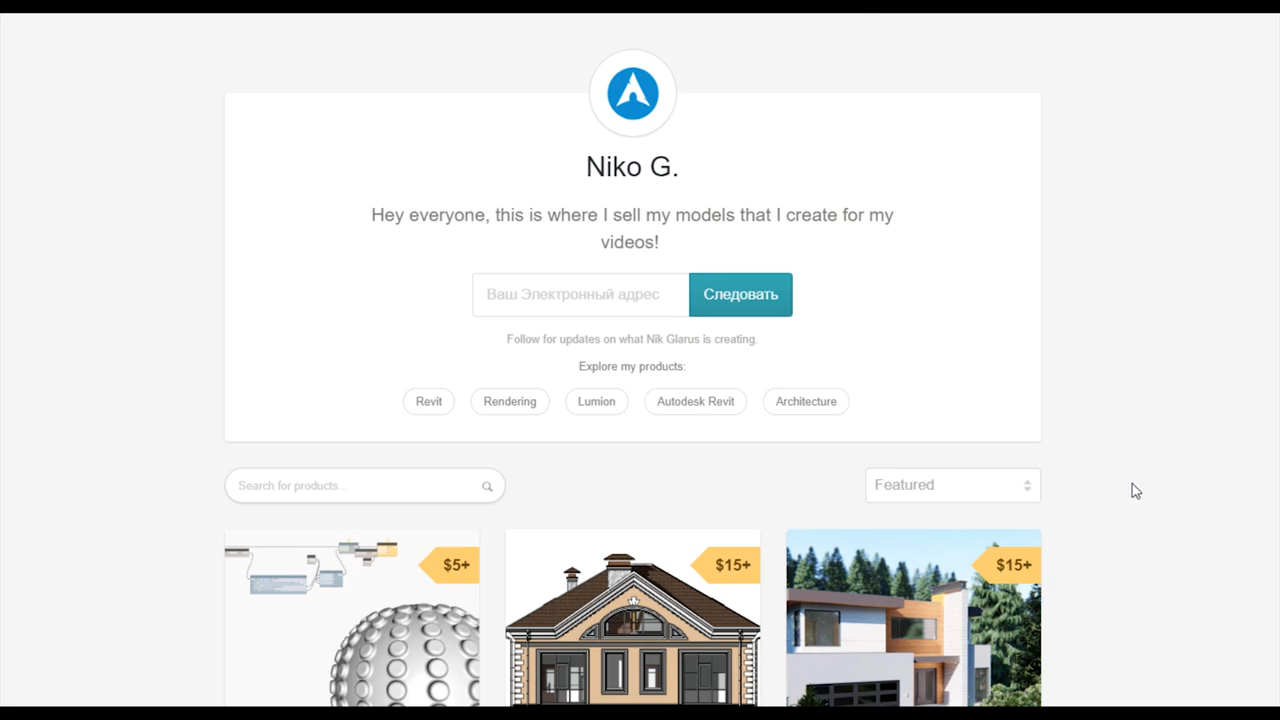 Niko G.
Hey everyone, this is where I sell my models that I create for my
videos!
Ваш Электронный адрес
Следовать
Follow for updates on what Nik Glarus is creating.
Explore my products:
Revit
Rendering
Lumion
Autodesk Revit
Architecture
Search for products...
Featured
$5+
$15+
$15+